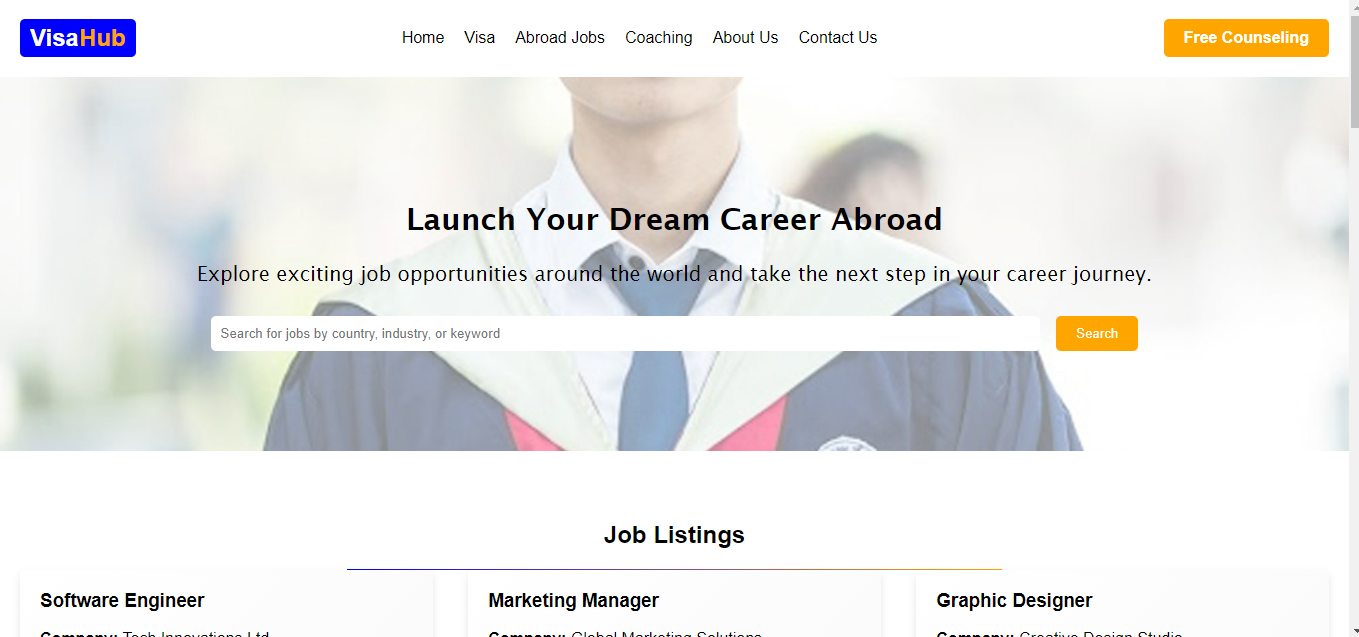 VisaHub Home Visa Abroad Jobs Coaching About Us Contact Us Free Counseling
Launch Your Dream Career Abroad
Explore exciting job opportunities around the world and take the next step in your career journey.
Search for jobs by country, industry, or keyword Search
Job Listings
Software Engineer Marketing Manager Graphic Designer
Company: Tech Innovations Ltd Company: Global Marketing Solutions Company: Creative Design Studio